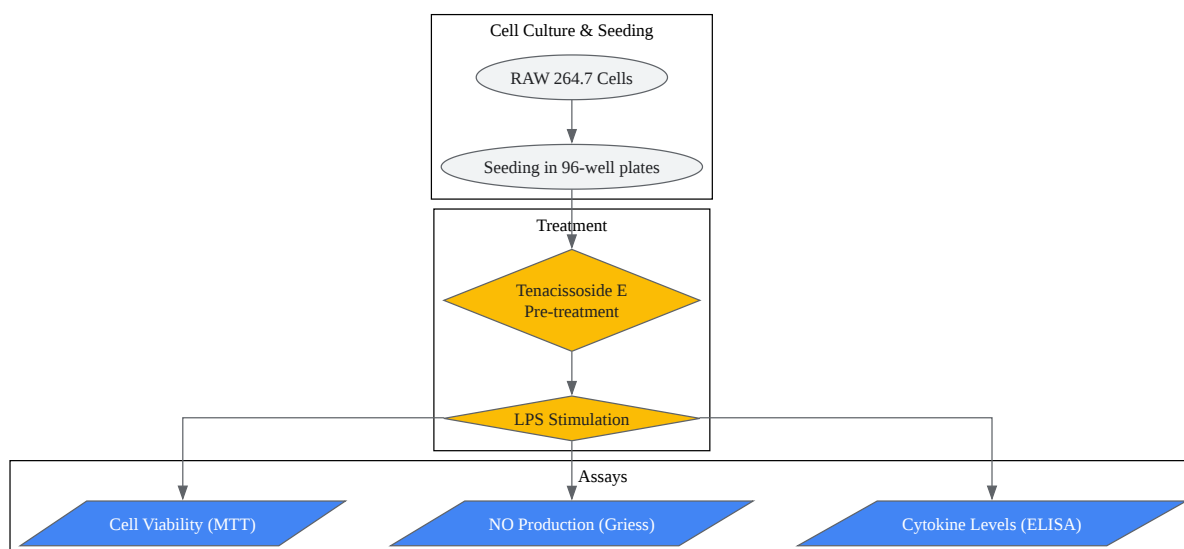 Cell Culture & Seeding
RAW 264.7 Cells
Seeding in 96-well plates
Treatment
Tenacissoside E
Pre-treatment
LPS Stimulation
Assays
Cell Viability (MTT)
NO Production (Griess)
Cytokine Levels (ELISA)